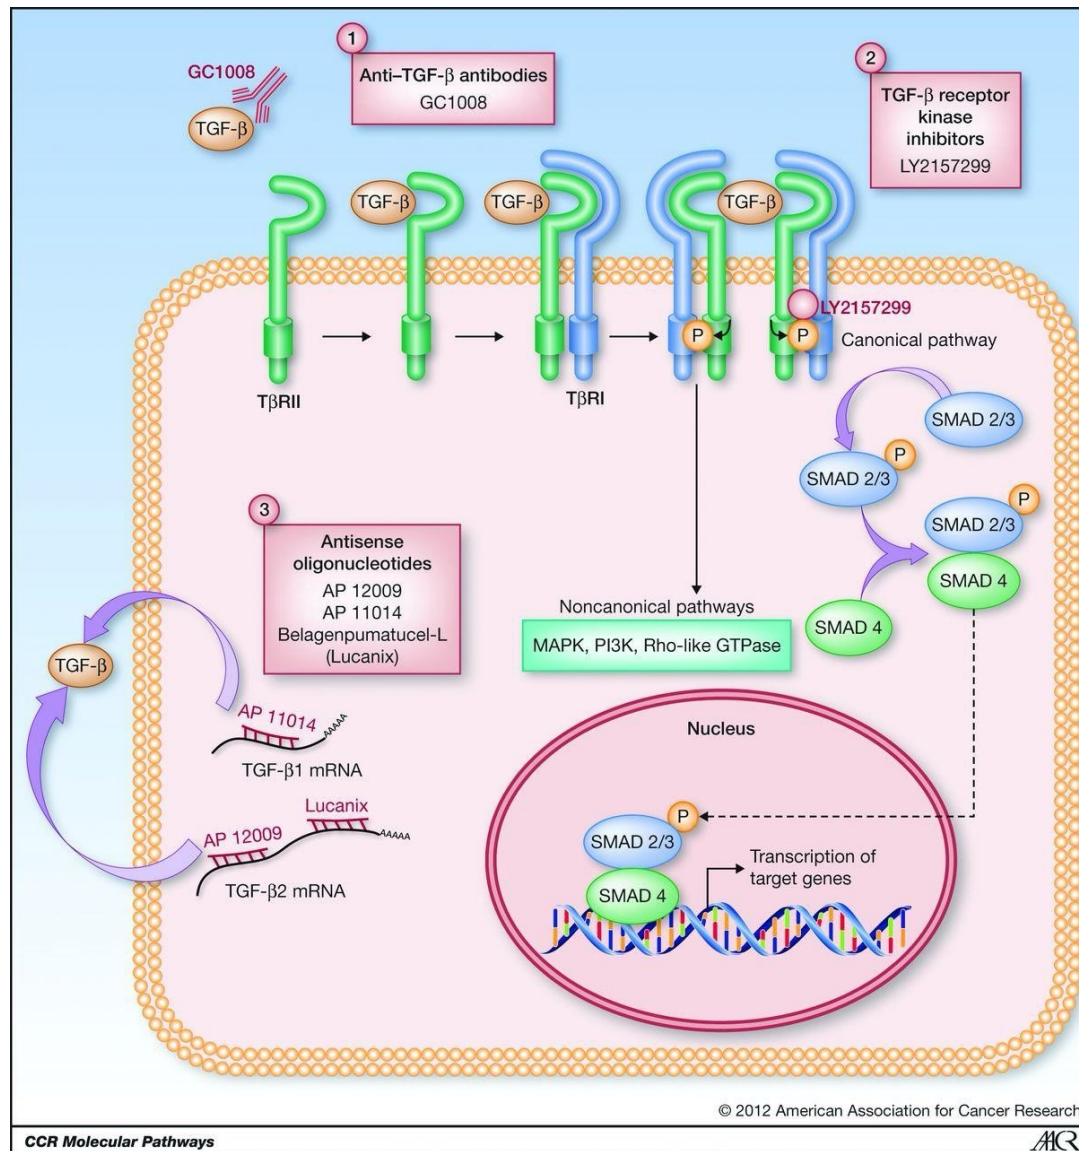 1
Anti–TGF-β antibodies
GC1008
2
TGF-β receptor
kinase
inhibitors
LY2157299
GC1008
TGF-β
TGF-β
TGF-β
TGF-β
LY2157299
P
P
Canonical pathway
TβRII
TβRI
SMAD 2/3
P
SMAD 2/3
P
SMAD 2/3
SMAD 4
SMAD 4
3
Antisense
oligonucleotides
AP 12009
AP 11014
Belagenpumatucel-L
(Lucanix)
Noncanonical pathways
MAPK, PI3K, Rho-like GTPase
TGF-β
AP 11014
AAAAA
TGF-β1 mRNA
Lucanix
AP 12009
AAAAA
TGF-β2 mRNA
Nucleus
P
SMAD 2/3
SMAD 4
Transcription of
target genes
© 2012 American Association for Cancer Research
CCR Molecular Pathways
AACR